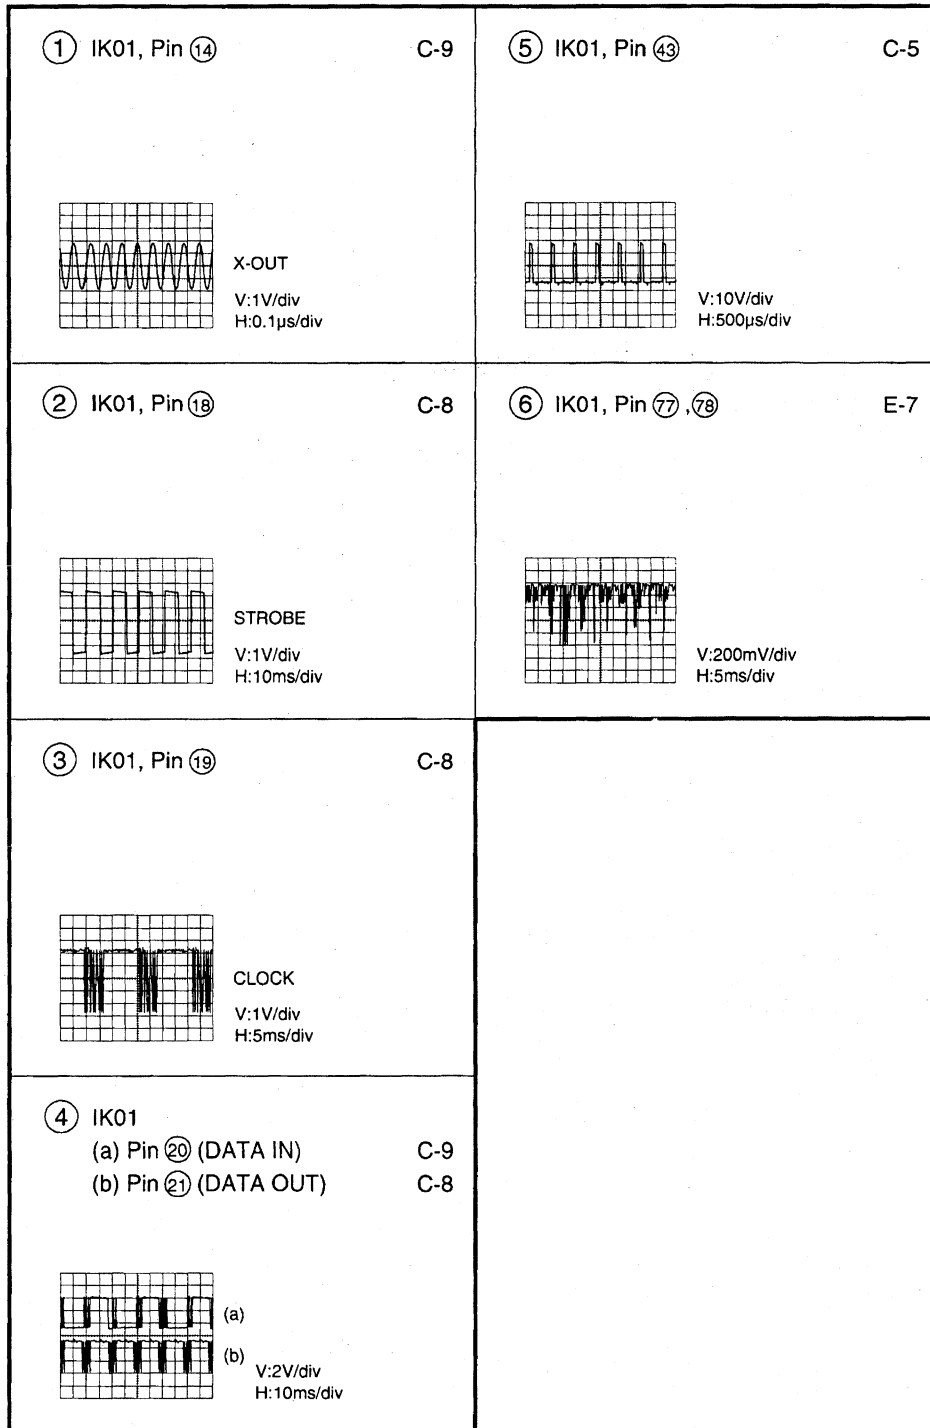 ① IK01, Pin ⑭ C-9
X-OUT
V:1V/div
H:0.1µs/div
② IK01, Pin ⑱ C-8
STROBE
V:1V/div
H:10ms/div
③ IK01, Pin ⑲ C-8
CLOCK
V:1V/div
H:5ms/div
④ IK01
(a) Pin ⑳ (DATA IN) C-9
(b) Pin ㉑ (DATA OUT) C-8
(a)
(b)
V:2V/div
H:10ms/div
⑤ IK01, Pin ㊸ C-5
V:10V/div
H:500µs/div
⑥ IK01, Pin (77) ,(78) E-7
V:200mV/div
H:5ms/div